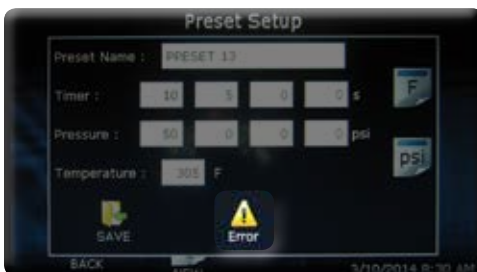 Preset Setup
Preset Name : PRESET 13
Timer : 10 5 0 0 s
F
Pressure : 50 0 0 0 psi
psi
Temperature : 305 F
SAVE
Error
BACK
NEW
3/10/2014 8:30 AM